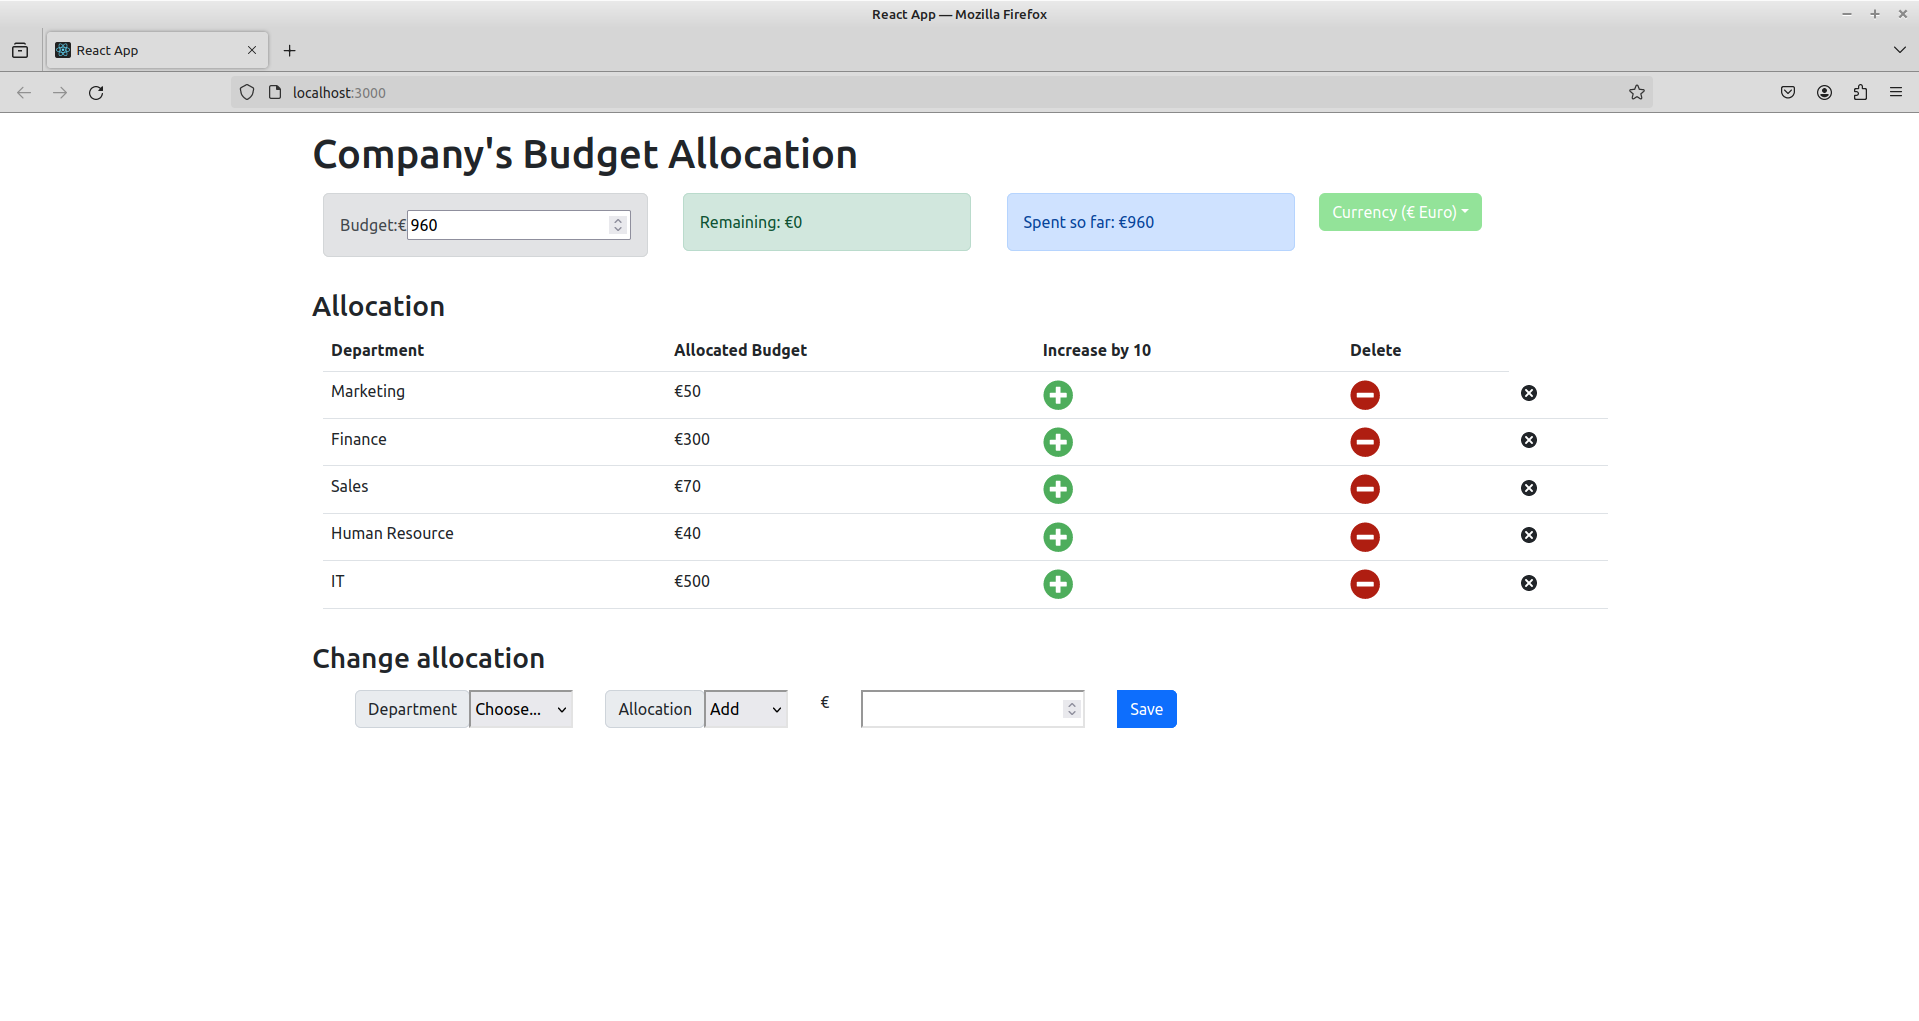 React App — Mozilla Firefox
React App
localhost:3000
Company's Budget Allocation
Budget:€ 960
Remaining: €0
Spent so far: €960
Currency (€ Euro)
Allocation
Department Allocated Budget Increase by 10 Delete
Marketing €50
Finance €300
Sales €70
Human Resource €40
IT €500
Change allocation
Department Choose... Allocation Add € Save